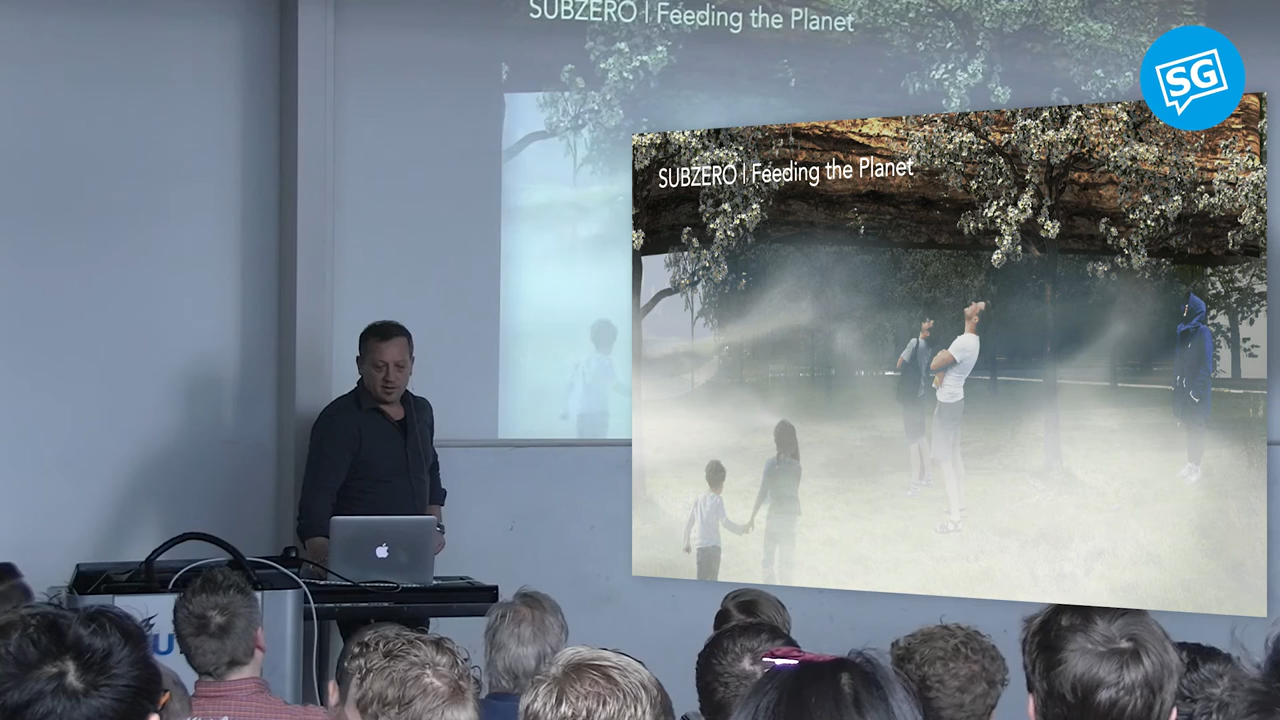 SUBZERO | Feeding the Planet
SG
SUBZERO | Feeding the Planet
U